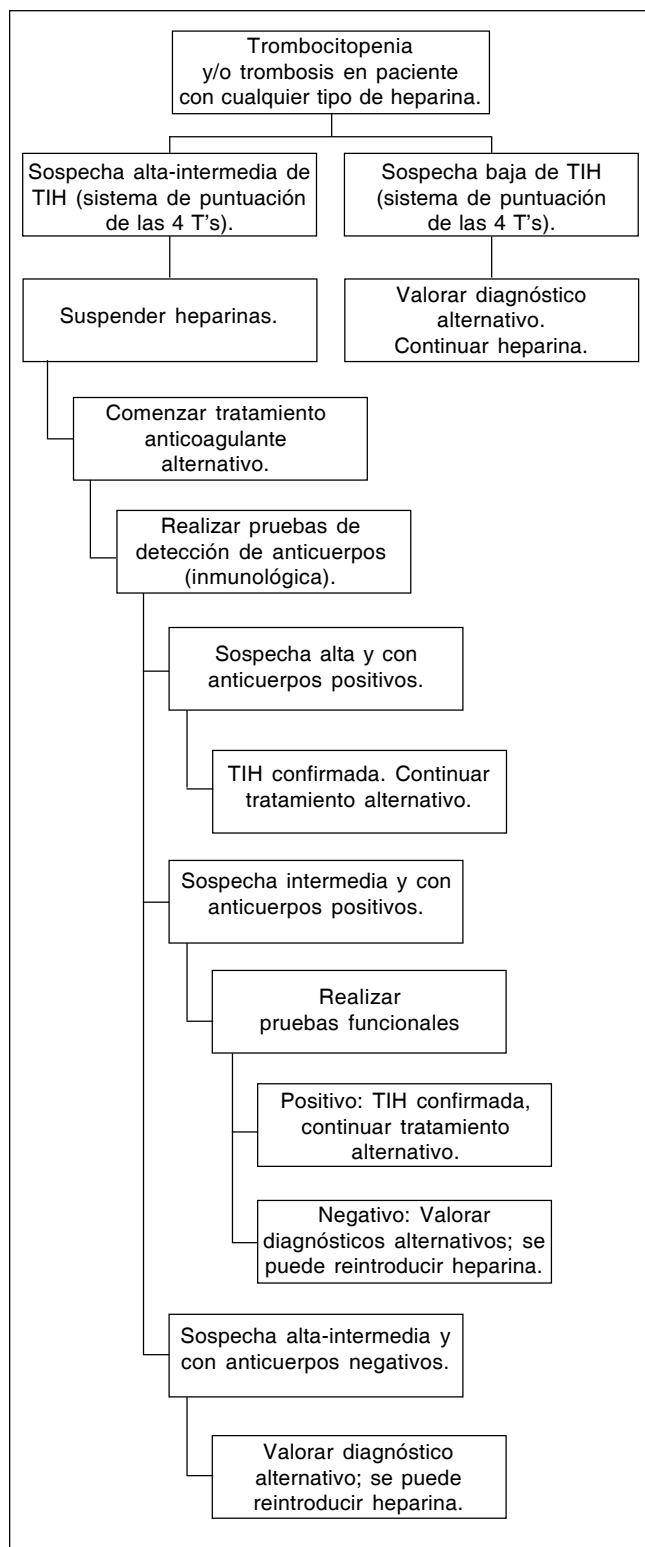 Trombocitopenia
y/o trombosis en paciente
con cualquier tipo de heparina.
Sospecha alta-intermedia de
TIH (sistema de puntuación
de las 4 T's).
Sospecha baja de TIH
(sistema de puntuación
de las 4 T's).
Suspender heparinas.
Valorar diagnóstico
alternativo.
Continuar heparina.
Comenzar tratamiento
anticoagulante
alternativo.
Realizar pruebas de
detección de anticuerpos
(inmunológica).
Sospecha alta y con
anticuerpos positivos.
TIH confirmada. Continuar
tratamiento alternativo.
Sospecha intermedia y con
anticuerpos positivos.
Realizar
pruebas funcionales
Positivo: TIH confirmada,
continuar tratamiento
alternativo.
Negativo: Valorar
diagnósticos alternativos; se
puede reintroducir heparina.
Sospecha alta-intermedia y
con anticuerpos negativos.
Valorar diagnóstico
alternativo; se puede
reintroducir heparina.